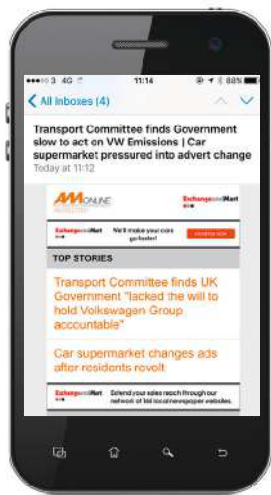 3 4G 11:14 88%
All Inboxes (4)
Transport Committee finds Government
slow to act on VW Emissions | Car
supermarket pressured into advert change
Today at 11:12
AM ONLINE
ExchangeandMart
ExchangeandMart We'll make your cars
go faster!
TOP STORIES
Transport Committee finds UK
Government "lacked the will to
hold Volkswagen Group
accountable"
Car supermarket changes ads
after residents revolt
ExchangeandMart Extend your sales reach through our
network of 166 local newspaper websites.